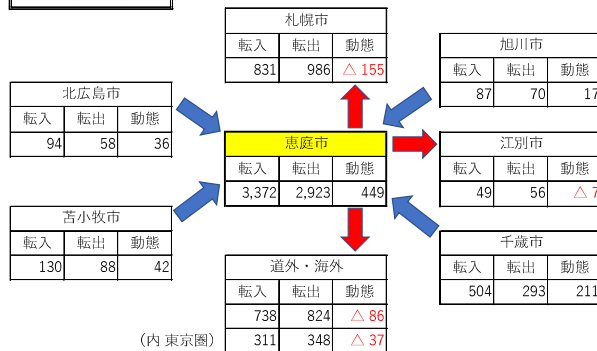 札幌市
転入 転出 動態
831 986 △ 155
旭川市
転入 転出 動態
87 70 17
北広島市
転入 転出 動態
94 58 36
恵庭市
転入 転出 動態
3,372 2,923 449
江別市
転入 転出 動態
49 56 △ 7
苫小牧市
転入 転出 動態
130 88 42
千歳市
転入 転出 動態
504 293 211
道外・海外
転入 転出 動態
738 824 △ 86
(内 東京圏) 311 348 △ 37